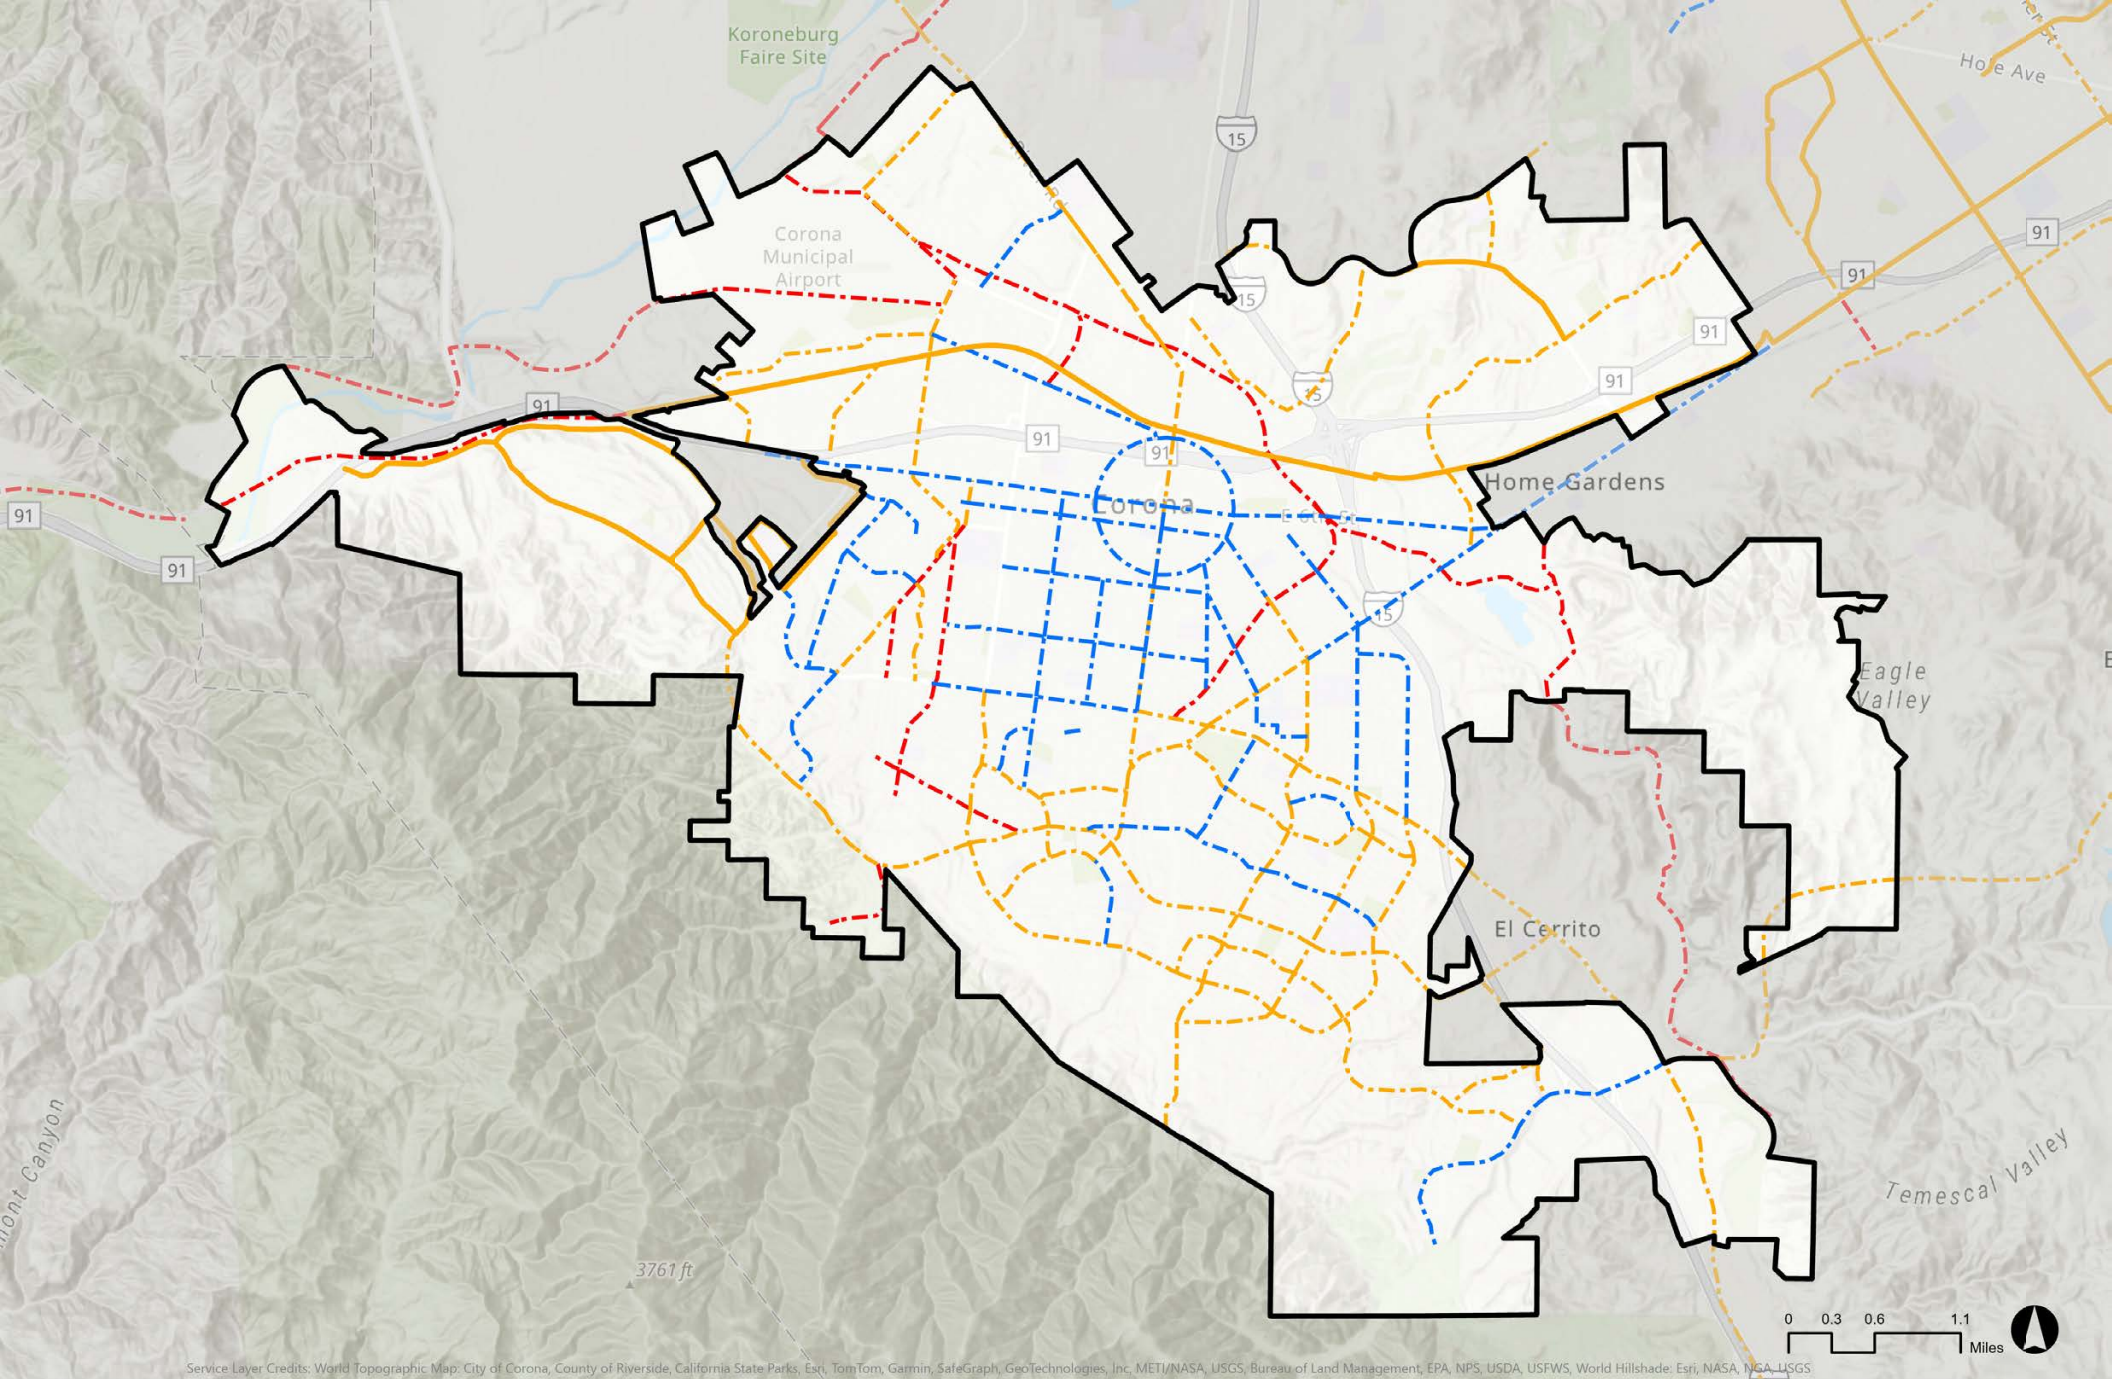 Koroneburg
Faire Site
Hole Ave
15
91
91
Corona
Municipal
Airport
15
91
91
15
91
91
91
Corona
Home Gardens
E 6th St
91
91
15
Eagle
Valley
El Cerrito
Temescal Valley
mont Canyon
3761 ft
0 0.3 0.6 1.1
Miles
Service Layer Credits: World Topographic Map: City of Corona, County of Riverside, California State Parks, Esri, TomTom, Garmin, SafeGraph, GeoTechnologies, Inc, METI/NASA, USGS, Bureau of Land Management, EPA, NPS, USDA, USFWS, World Hillshade: Esri, NASA, NGA, USGS